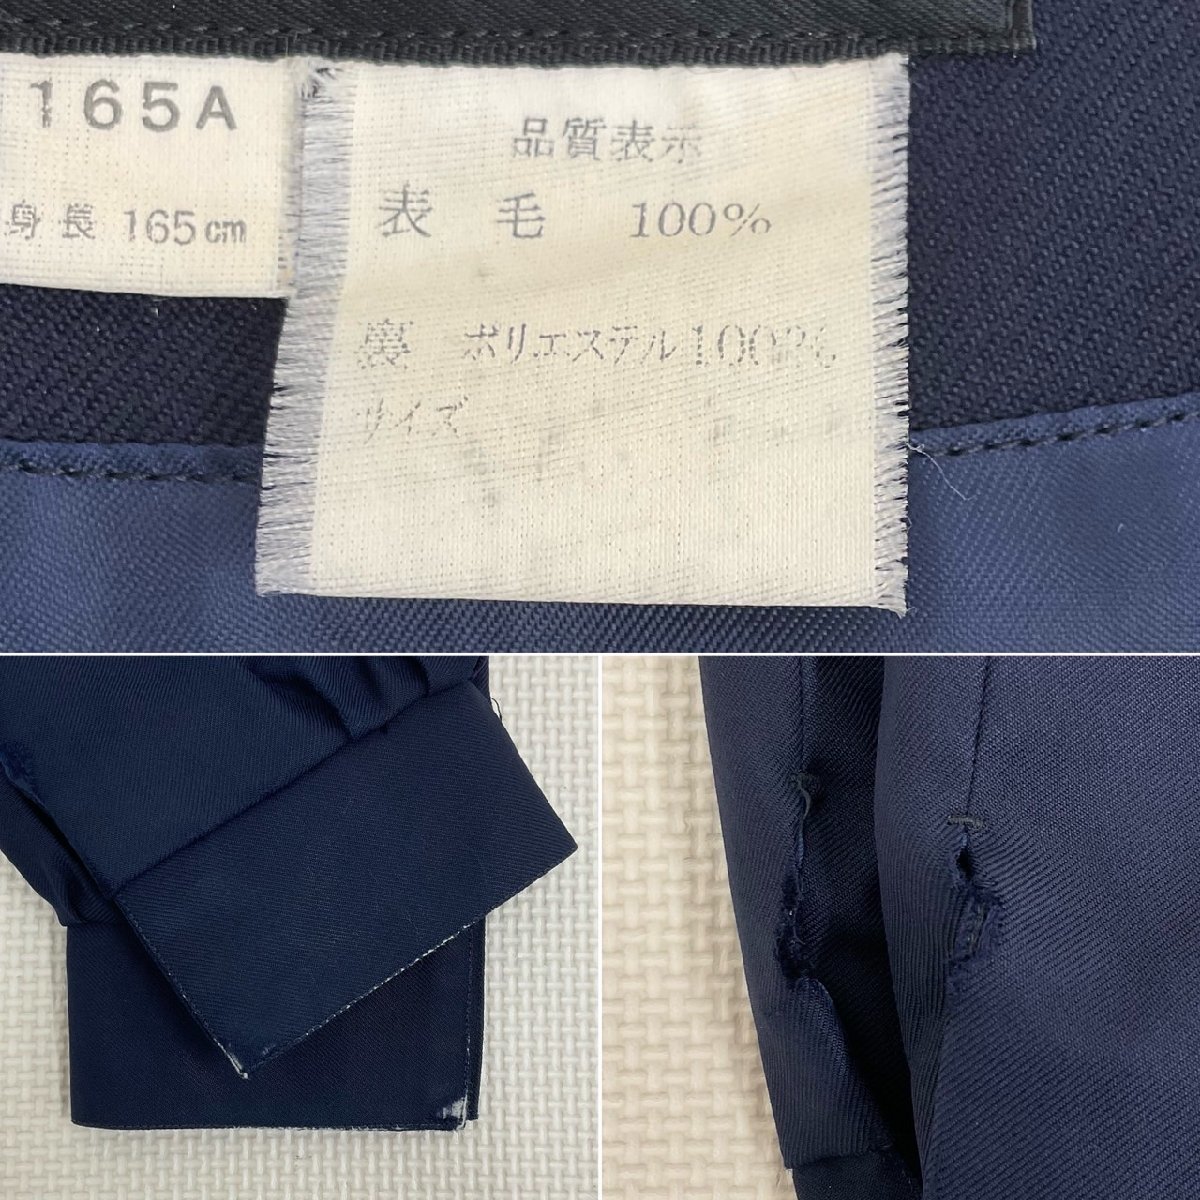 165A
身長 165cm
品質表示
表 毛 100%
裏 ポリエステル100%
サイズ